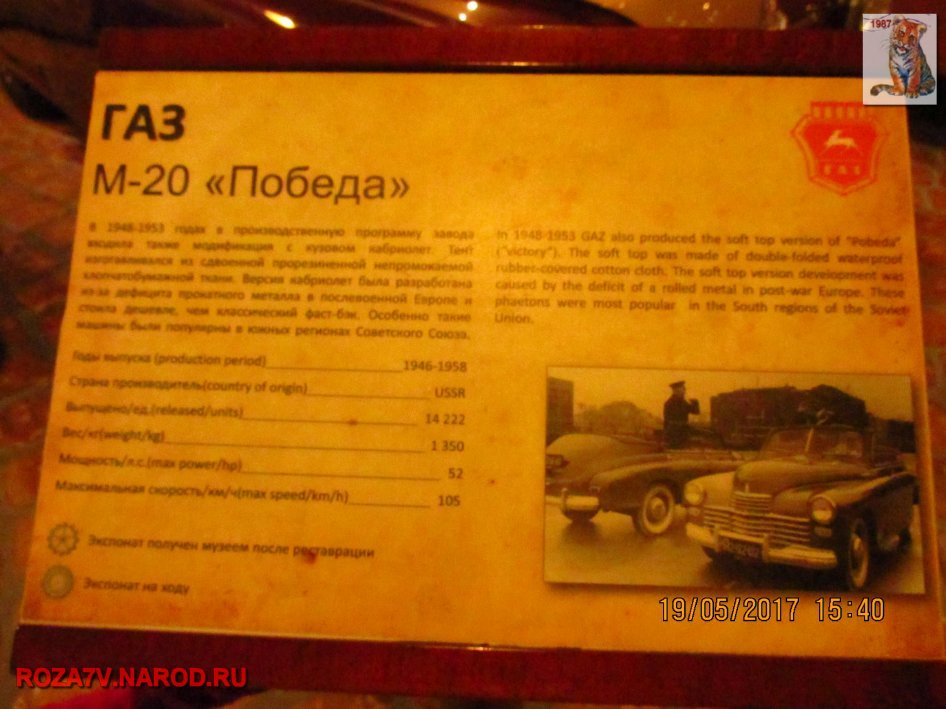 1987
ГАЗ
М-20 «Победа»
В 1948-1953 годах в производственную программу завода
входила также модификация с кузовом кабриолет. Тент
изготавливался из сдвоенной прорезиненной непромокаемой
хлопчатобумажной ткани. Версия кабриолет была разработана
из-за дефицита прокатного металла в послевоенной Европе и
стоила дешевле, чем классический фаст-бэк. Особенно такие
машины были популярны в южных регионах Советского Союза.
In 1948-1953 GAZ also produced the soft top version of "Pobeda"
("victory"). The soft top was made of double-folded waterproof
rubber-covered cotton cloth. The soft top version development was
caused by the deficit of a rolled metal in post-war Europe. These
phaetons were most popular in the South regions of the Soviet
Union.
Годы выпуска (production period) 1946-1958
Страна производитель(country of origin) USSR
Выпущено/ед.(released/units) 14 222
Вес/кг(weight/kg) 1 350
Мощность/л.с.(max power/hp) 52
Максимальная скорость/км/ч(max speed/km/h) 105
Экспонат получен музеем после реставрации
Экспонат на ходу
19/05/2017 15:40
ROZA7V.NAROD.RU